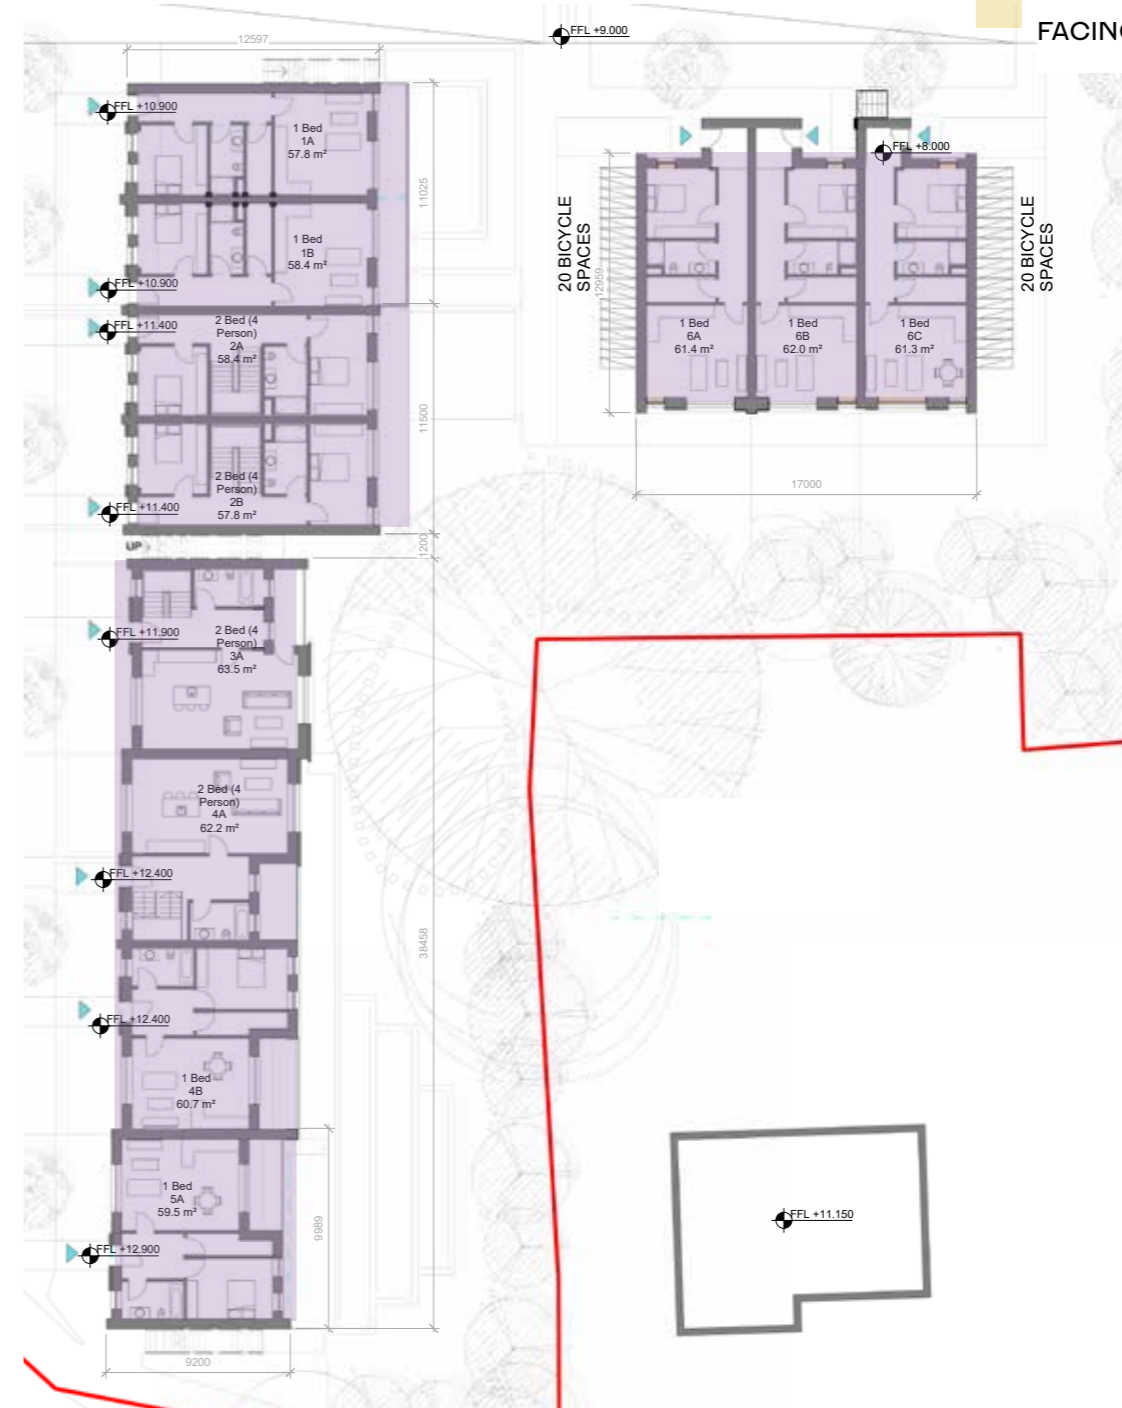 FACING
FFL +9.000
12597
FFL +10.900
1 Bed
1A
57.8 m²
11025
1 Bed
1B
58.4 m²
FFL +10.900
FFL +11.400
2 Bed (4
Person)
2A
58.4 m²
11500
2 Bed (4
Person)
2B
57.8 m²
FFL +11.400
UP
1200
FFL +8.000
20 BICYCLE
SPACES
12959
1 Bed
6A
61.4 m²
1 Bed
6B
62.0 m²
1 Bed
6C
61.3 m²
20 BICYCLE
SPACES
17000
FFL +11.900
2 Bed (4
Person)
3A
63.5 m²
2 Bed (4
Person)
4A
62.2 m²
FFL +12.400
38458
FFL +12.400
1 Bed
4B
60.7 m²
1 Bed
5A
59.5 m²
9989
FFL +12.900
9200
FFL +11.150